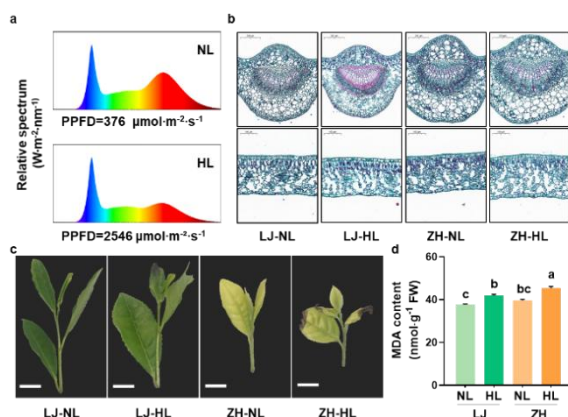 a
NL
PPFD=376 μmol·m⁻²·s⁻¹
HL
PPFD=2546 μmol·m⁻²·s⁻¹
Relative spectrum
(W·m⁻²·nm⁻¹)
b
LJ-NL LJ-HL ZH-NL ZH-HL
c
LJ-NL LJ-HL ZH-NL ZH-HL
d
MDA content
(nmol·g⁻¹ FW)
60
40
20
0
c b bc a
NL HL NL HL
LJ ZH